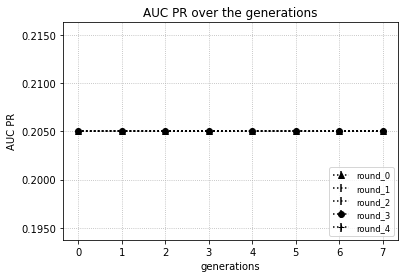 AUC PR over the generations
0.2150
0.2100
0.2050
0.2000
0.1950
AUC PR
round_0
round_1
round_2
round_3
round_4
0 1 2 3 4 5 6 7
generations